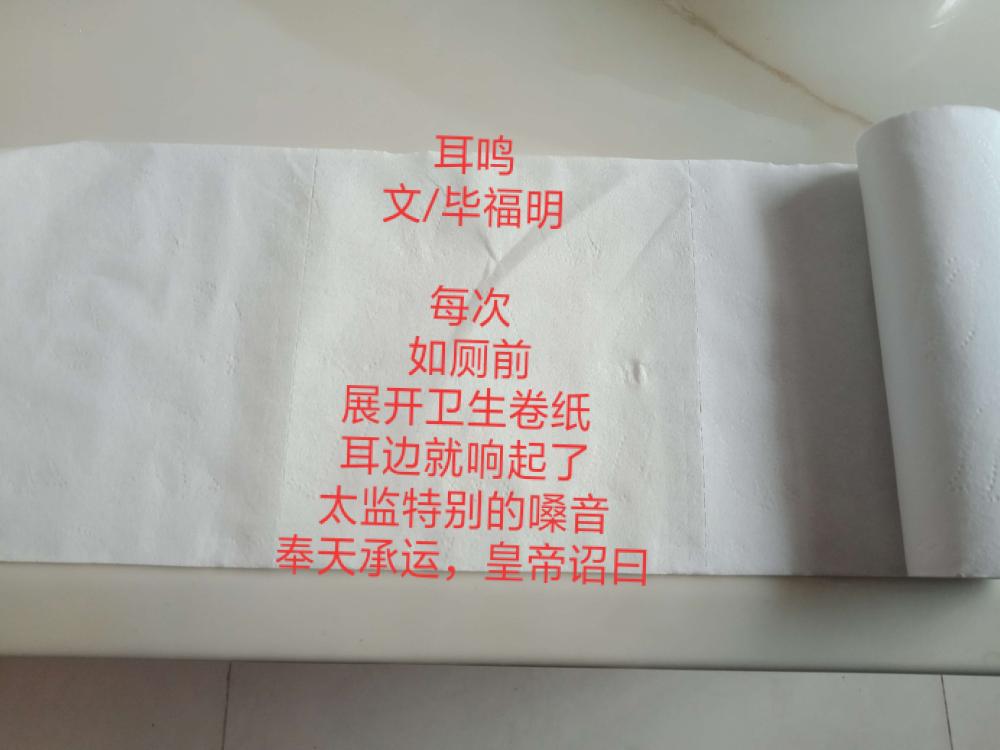 耳鸣
文/毕福明
每次
如厕前
展开卫生卷纸
耳边就响起了
太监特别的嗓音
奉天承运，皇帝诏曰